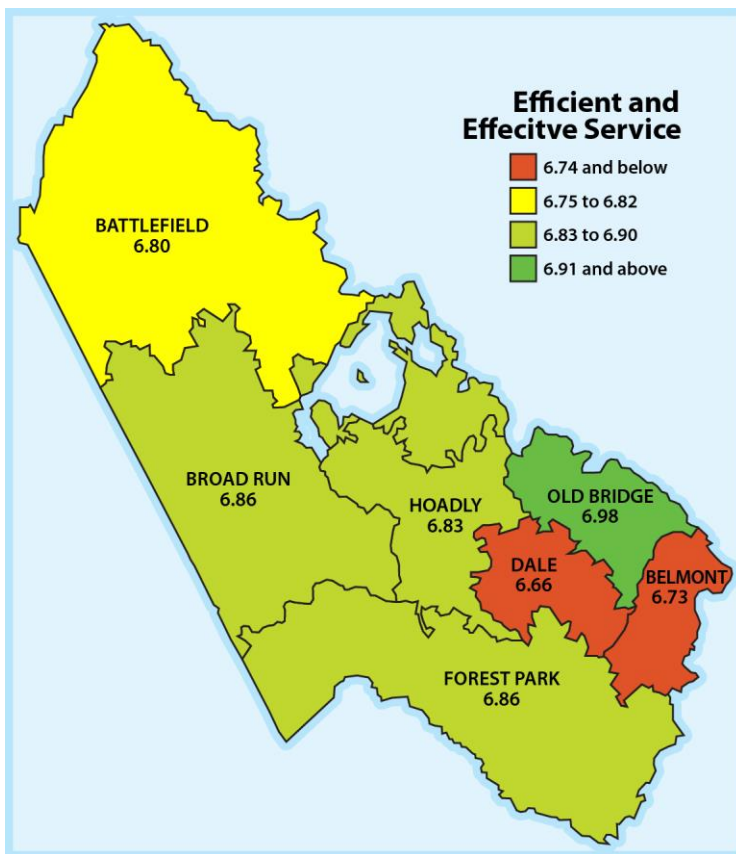 Efficient and
Effecitve Service
6.74 and below
6.75 to 6.82
6.83 to 6.90
6.91 and above
BATTLEFIELD
6.80
BROAD RUN
6.86
HOADLY
6.83
OLD BRIDGE
6.98
DALE
6.66
BELMONT
6.73
FOREST PARK
6.86